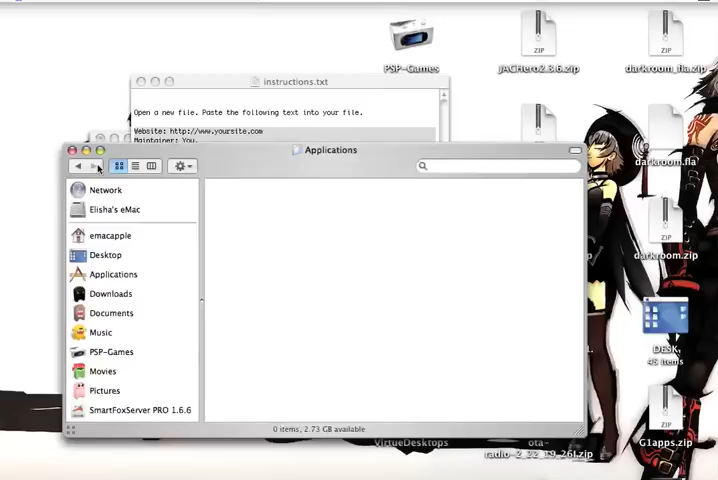 PSP-Games
JACHero2.3.6.zip
darkroom_fla.zip
ZIP
ZIP
instructions.txt
Open a new file. Paste the following text into your file.
Website: http://www.yoursite.com
Maintainer: You.
darkroom.fla
Applications
Network
Elisha's eMac
emacapple
Desktop
Applications
Downloads
Documents
Music
PSP-Games
Movies
Pictures
SmartFoxServer PRO 1.6.6
0 items, 2.73 GB available
ZIP
ZIP
darkroom.zip
DESK
45 items
ZIP
G1apps.zip
VirtueDesktops
ota-